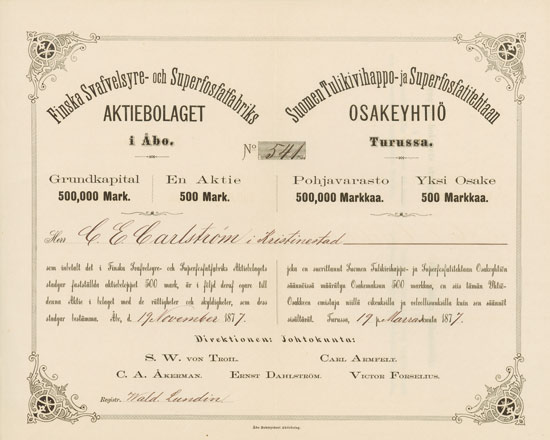 Finska Svafvelsyre- och Superfosfatfabriks
AKTIEBOLAGET
i Åbo.
Suomen Tulikivihappo- ja Superfosfatitehtaan
OSAKEYHTIÖ
Turussa.
No 541
Grundkapital
500,000 Mark.
En Aktie
500 Mark.
Pohjavarasto
500,000 Markkaa.
Yksi Osake
500 Markkaa.
Herr C. E. Carlström i Kristinestad
som inbetalt det i Finska Svafvelsyre- och Superfosfatfabriks Aktiebolagets
stadgar fastställda aktiebeloppet 500 mark, är i följd deraf egare till
denna Aktie i bolaget med de rättigheter och skyldigheter, som dess
stadgar bestämma. Åbo, d. 19 November 1877.
joka on suorittanut Suomen Tulikivihappo- ja Superfosfatitehtaan Osakeyhtiön
säännöissä määrätyn Osakemaksun 500 markkaa, on siis tämän Yhtiö-
Osakkeen omistaja niillä oikeuksilla ja velvollisuuksilla kuin sen säännöt
sisältävät. Turussa, 19 p. Marraskuuta 1877.
Direktionen: Johtokunta:
S. W. von Troil. Carl Armfelt.
C. A. Åkerman. Ernst Dahlström. Victor Forselius.
Registr. Wald. Lundén